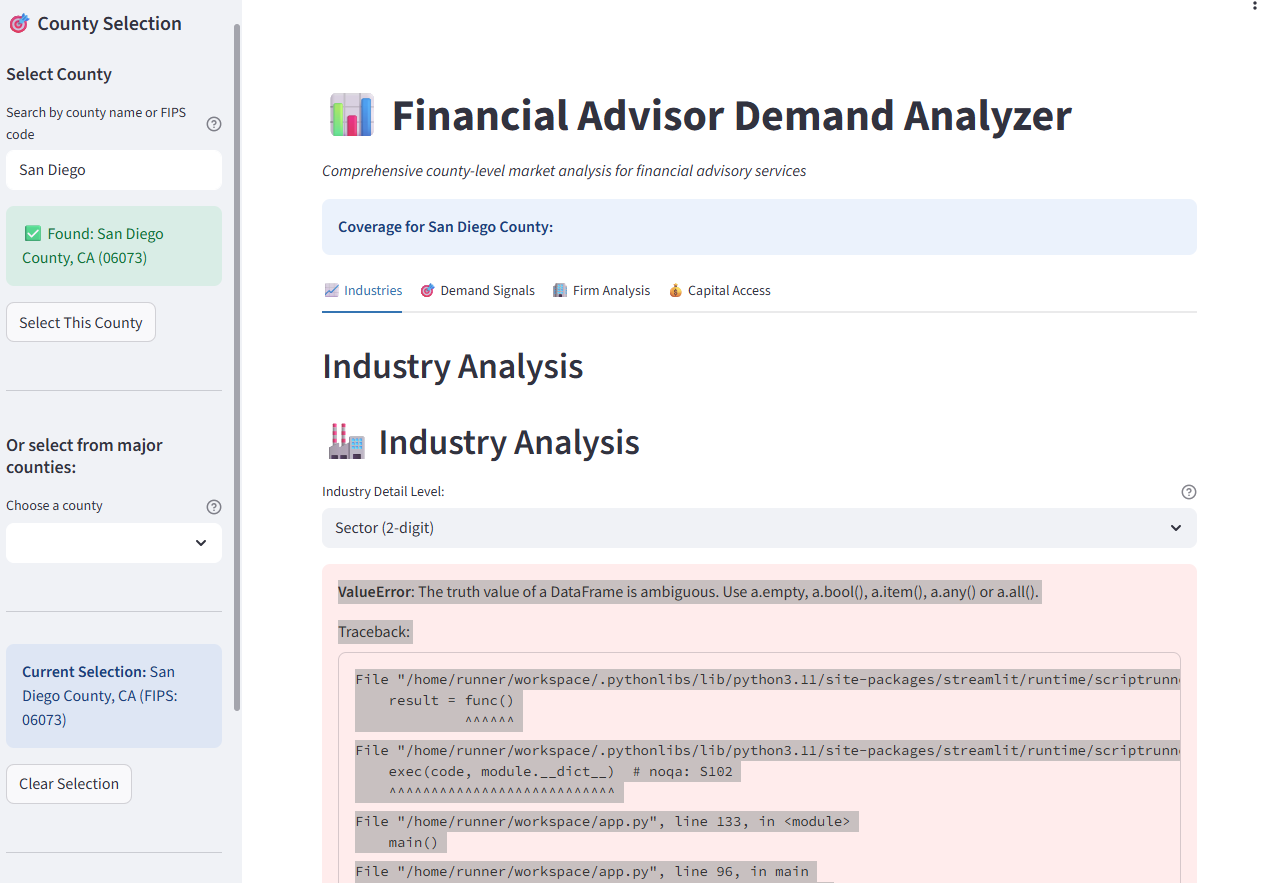 County Selection
Select County
Search by county name or FIPS
code
San Diego
Found: San Diego
County, CA (06073)
Select This County
Or select from major
counties:
Choose a county
Current Selection: San
Diego County, CA (FIPS:
06073)
Clear Selection
Financial Advisor Demand Analyzer
Comprehensive county-level market analysis for financial advisory services
Coverage for San Diego County:
Industries Demand Signals Firm Analysis Capital Access
Industry Analysis
Industry Analysis
Industry Detail Level:
Sector (2-digit)
ValueError: The truth value of a DataFrame is ambiguous. Use a.empty, a.bool(), a.item(), a.any() or a.all().
Traceback:
File "/home/runner/workspace/.pythonlibs/lib/python3.11/site-packages/streamlit/runtime/scriptrunn
result = func()
^^^^^^
File "/home/runner/workspace/.pythonlibs/lib/python3.11/site-packages/streamlit/runtime/scriptrunn
exec(code, module.__dict__)  # noqa: S102
^^^^^^^^^^^^^^^^^^^^^^^^^^^
File "/home/runner/workspace/app.py", line 133, in <module>
main()
File "/home/runner/workspace/app.py", line 96, in main